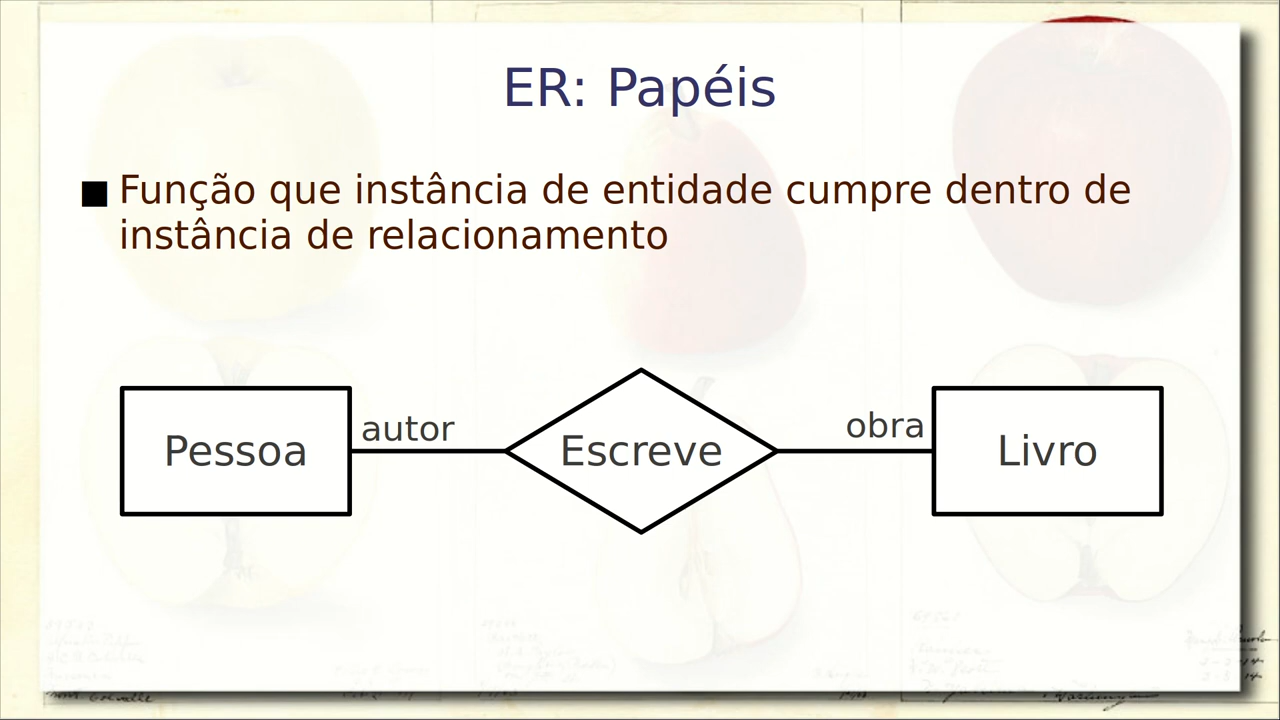 ER: Papéis
■ Função que instância de entidade cumpre dentro de
instância de relacionamento
Pessoa autor Escreve obra Livro